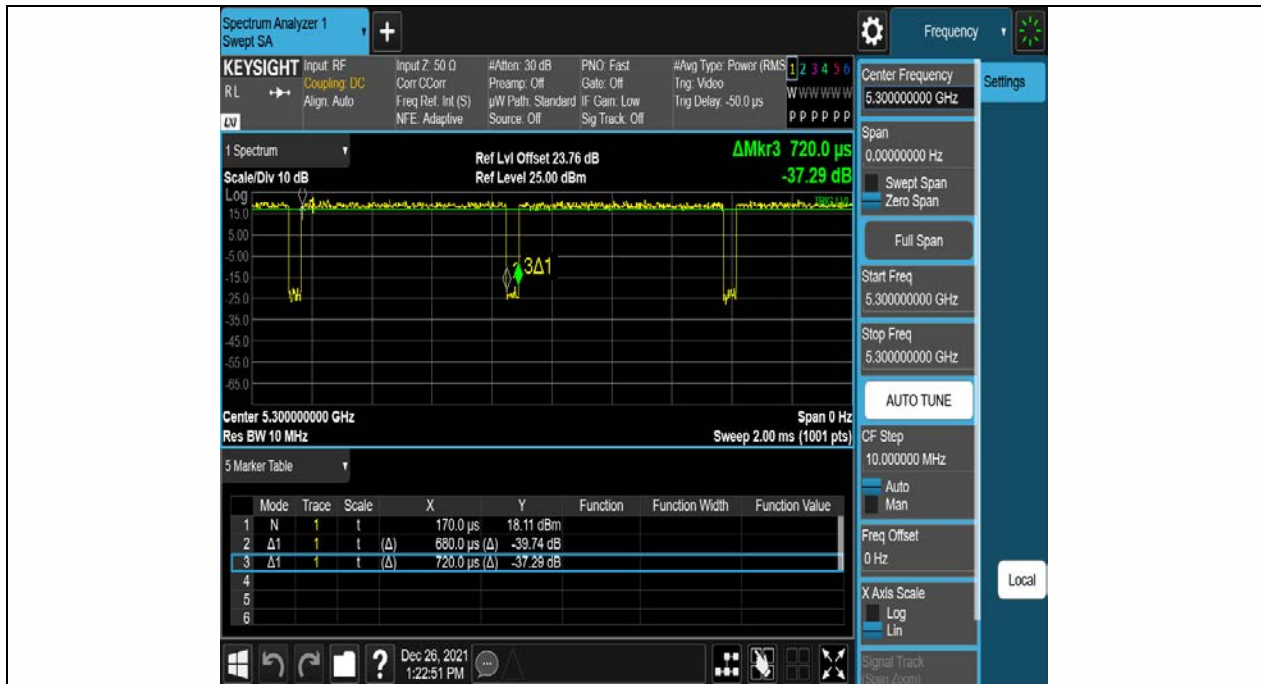 Spectrum Analyzer 1
Swept SA
+
Frequency
KEYSIGHT
RL
LXI
Input: RF
Coupling: DC
Align: Auto
Input Z: 50 Ω
Corr CCorr
Freq Ref: Int (S)
NFE: Adaptive
#Atten: 30 dB
Preamp: Off
µW Path: Standard
Source: Off
PNO: Fast
Gate: Off
IF Gain: Low
Sig Track: Off
#Avg Type: Power (RMS
Trig: Video
Trig Delay: -50.0 µs
1 2 3 4 5 6
W W W W W W
P P P P P P
1 Spectrum
Scale/Div 10 dB
Ref Lvl Offset 23.76 dB
Ref Level 25.00 dBm
ΔMkr3 720.0 µs
-37.29 dB
Log
15.0
5.00
-5.00
-15.0
-25.0
-35.0
-45.0
-55.0
-65.0
3Δ1
Center 5.300000000 GHz
Res BW 10 MHz
Span 0 Hz
Sweep 2.00 ms (1001 pts)
5 Marker Table
Mode Trace Scale X Y Function Function Width Function Value
1 N 1 t 170.0 µs 18.11 dBm
2 Δ1 1 t (Δ) 680.0 µs (Δ) -39.74 dB
3 Δ1 1 t (Δ) 720.0 µs (Δ) -37.29 dB
4
5
6
?
Dec 26, 2021
1:22:51 PM
Center Frequency
5.300000000 GHz
Span
0.00000000 Hz
Swept Span
Zero Span
Full Span
Start Freq
5.300000000 GHz
Stop Freq
5.300000000 GHz
AUTO TUNE
CF Step
10.000000 MHz
Auto
Man
Freq Offset
0 Hz
X Axis Scale
Log
Lin
Signal Track
(Span Zoom)
Settings
Local